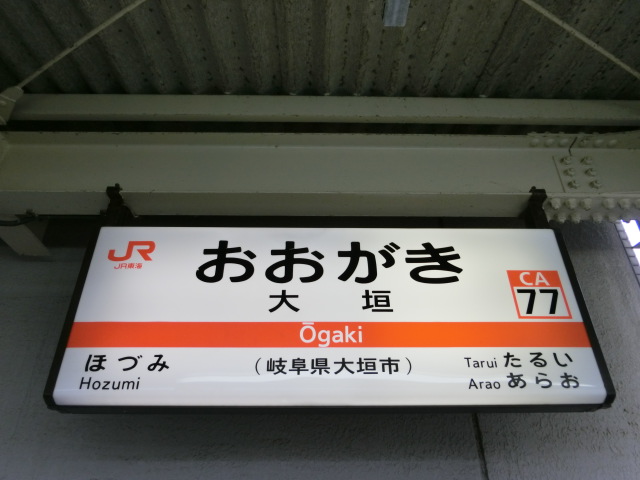 JR
JR東海
おおがき
大垣
CA
77
Ōgaki
ほづみ
Hozumi
（岐阜県大垣市）
Tarui たるい
Arao あらお